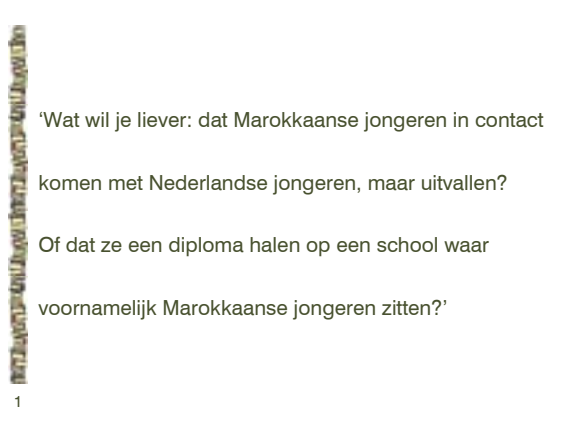 ‘Wat wil je liever: dat Marokkaanse jongeren in contact
komen met Nederlandse jongeren, maar uitvallen?
Of dat ze een diploma halen op een school waar
voornamelijk Marokkaanse jongeren zitten?’
1